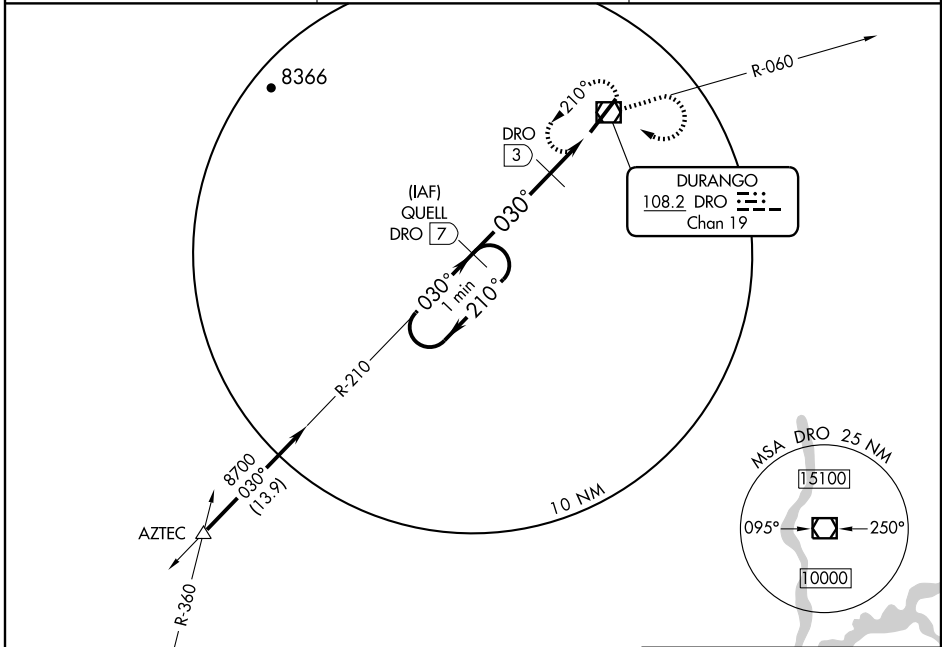 8366
R-060
210°
DRO
3
DURANGO
108.2 DRO
Chan 19
(IAF)
QUELL
DRO 7
030°
030°
1 min
210°
R-210
8700
030°
(13.9)
AZTEC
R-360
10 NM
MSA DRO 25 NM
15100
095°
250°
10000